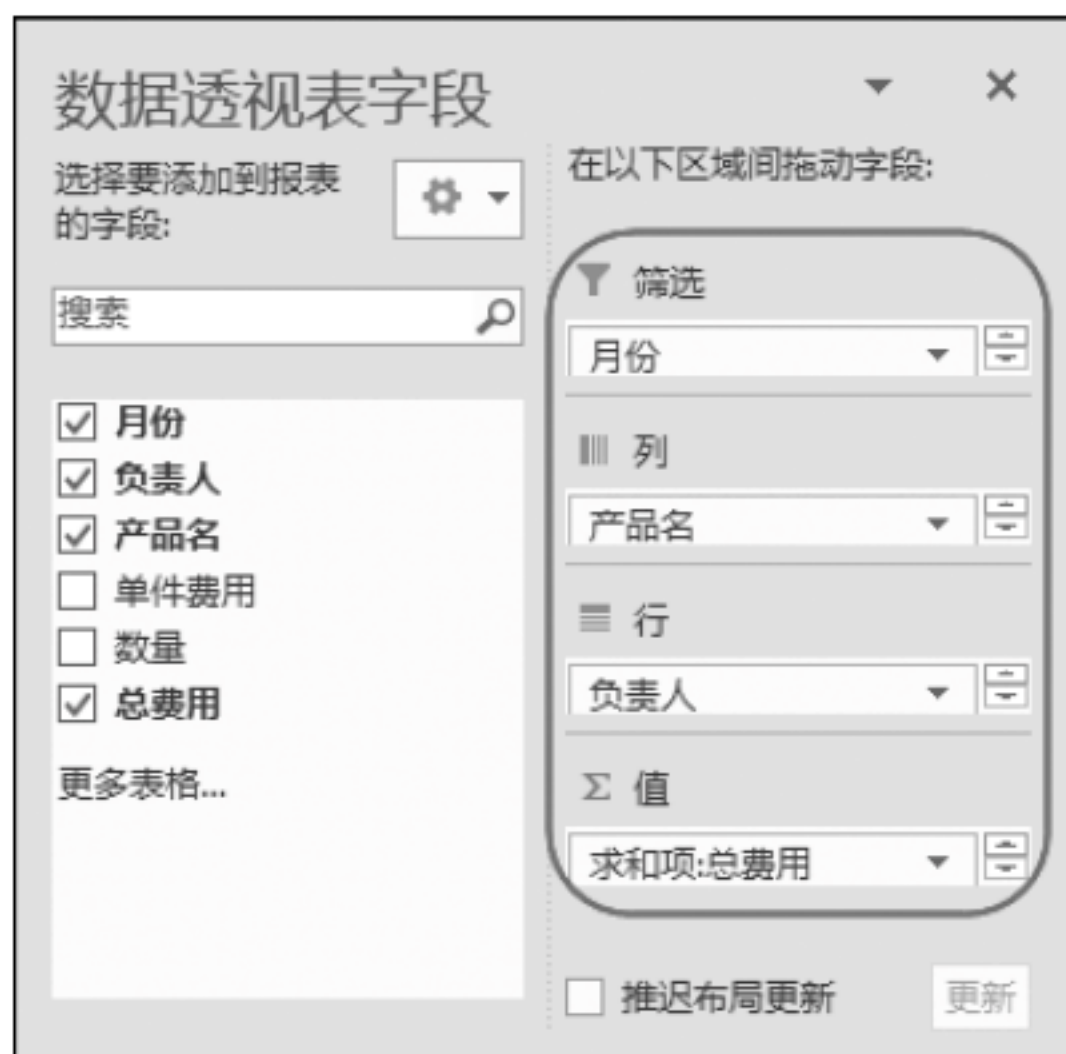 数据透视表字段
选择要添加到报表
的字段:
搜索
月份
负责人
产品名
单件费用
数量
总费用
更多表格...
在以下区域间拖动字段:
筛选
月份
列
产品名
行
负责人
Σ 值
求和项:总费用
推迟布局更新
更新